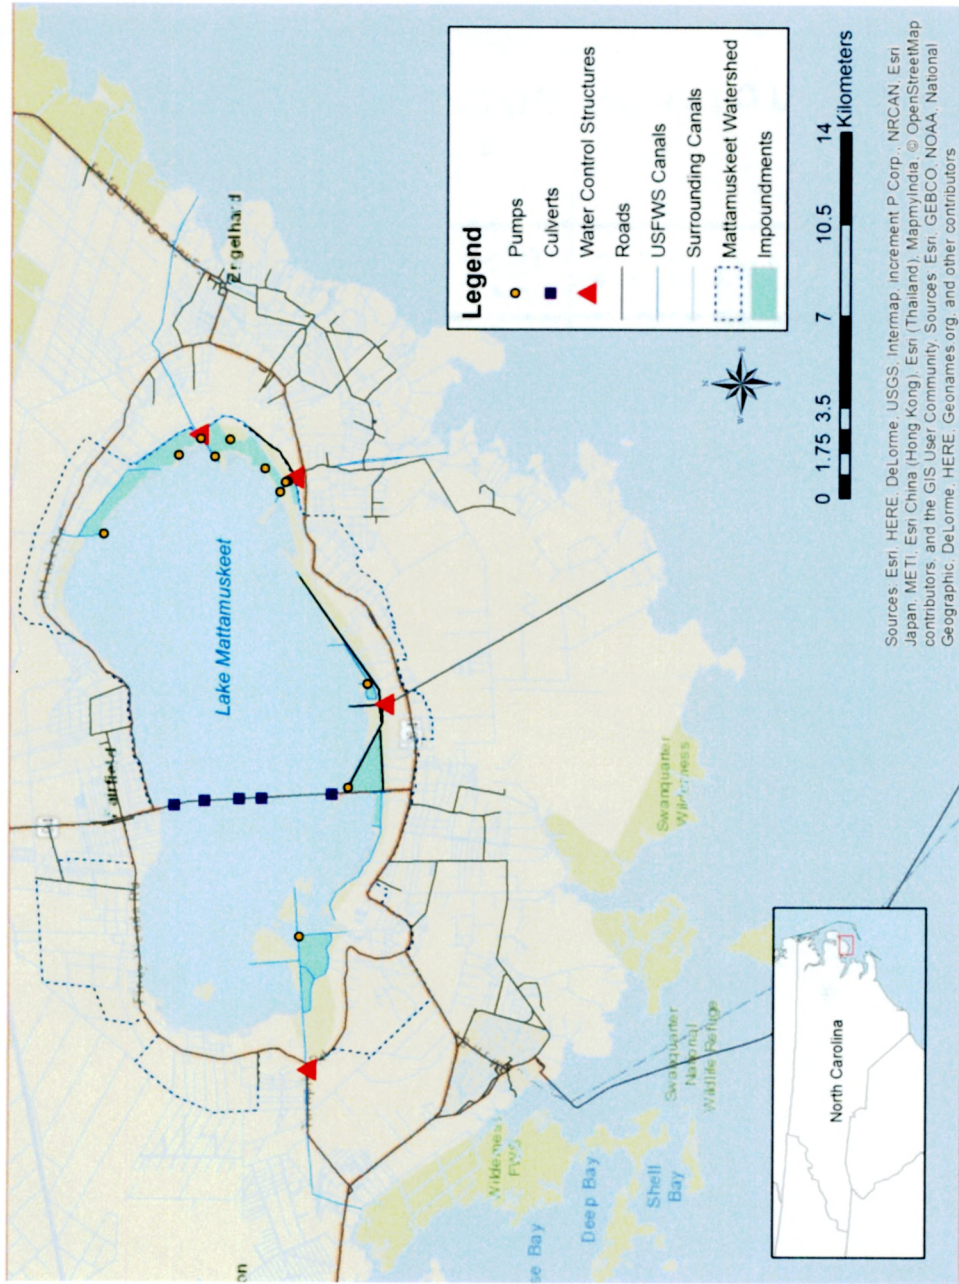 Lake Mattamuskeet
Engelhard
Swanquarter
Wilderness
Swanquarter
National
Wildlife Refuge
Deep Bay
Shell
Bay
se Bay
on
Legend
Pumps
Culverts
Water Control Structures
Roads
USFWS Canals
Surrounding Canals
Mattamuskeet Watershed
Impoundments
N
W
E
S
0 1.75 3.5 7 10.5 14
Kilometers
North Carolina
Sources: Esri, HERE, DeLorme, USGS, Intermap, increment P Corp., NRCAN, Esri
Japan, METI, Esri China (Hong Kong), Esri (Thailand), MapmyIndia, © OpenStreetMap
contributors, and the GIS User Community, Sources: Esri, GEBCO, NOAA, National
Geographic, DeLorme, HERE, Geonames.org, and other contributors